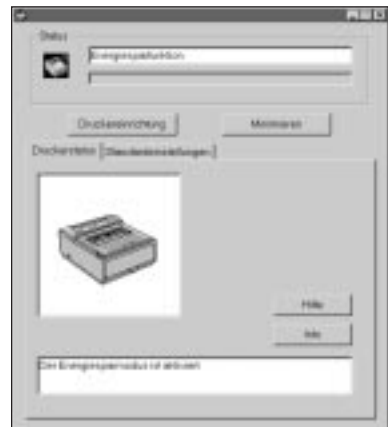 Status
Energiesparfunktion
Druckereinrichtung
Minimieren
Druckerstatus
Standardeinstellungen
Hilfe
Info
Der Energiesparmodus ist aktiviert